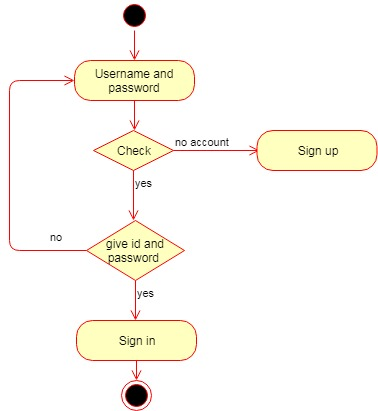 Username and
password
Check
no account
Sign up
yes
give id and
password
no
yes
Sign in